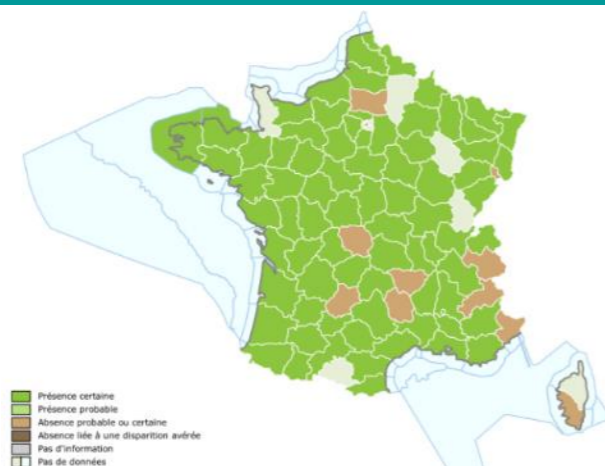 Présence certaine
Présence probable
Absence probable ou certaine
Absence liée à une disparition avérée
Pas d'information
Pas de données